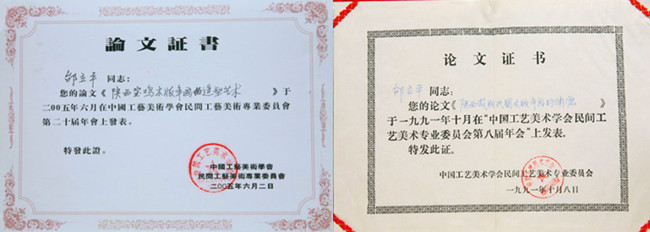 論文証書
邰立平 同志：
您的论文《陕西宝鸡木版年画的造型艺术》于
二00五年六月在中國工藝美術學會民間工藝美術專業委員會
第二十届年會上發表。
特發此證。
中國工藝美術學會
民間工藝美術專業委員會
二00五年六月二日
论文证书
邰立平 同志：
您的论文《陕西
》
于一九九一年十月在“中国工艺美术学会民间工
艺美术专业委员会第八届年会”上发表，
特发此证。
中国工艺美术学会民间工艺美术专业委员会
一九九一年十月八日